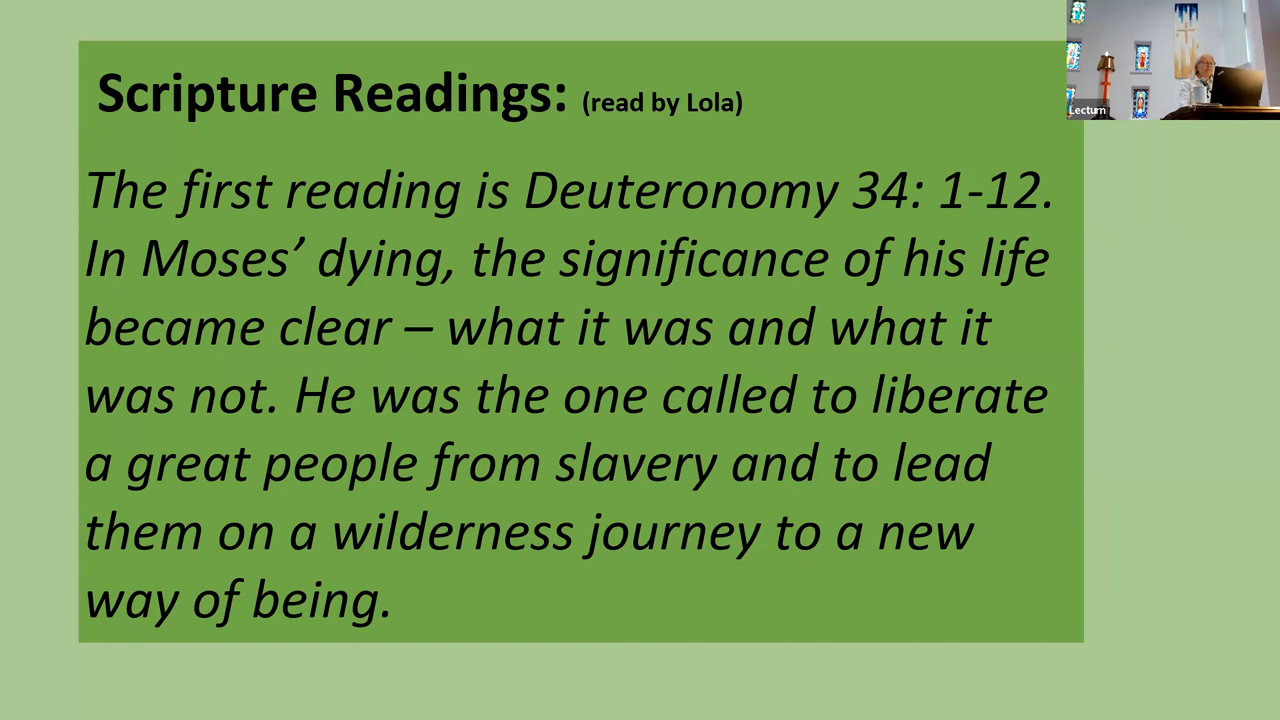 Scripture Readings: (read by Lola)
The first reading is Deuteronomy 34: 1-12.
In Moses’ dying, the significance of his life
became clear – what it was and what it
was not. He was the one called to liberate
a great people from slavery and to lead
them on a wilderness journey to a new
way of being.
Lecturn